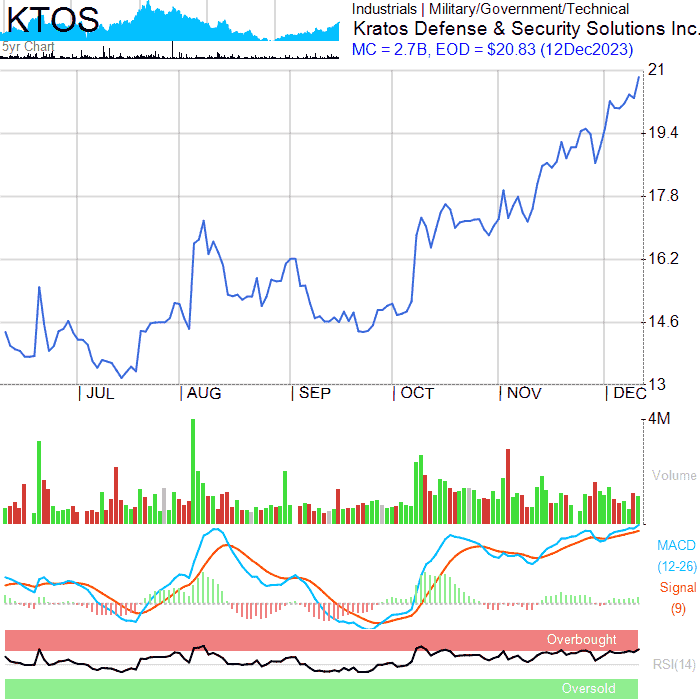 KTOS
5yr Chart
Industrials | Military/Government/Technical
Kratos Defense & Security Solutions Inc.
MC = 2.7B, EOD = $20.83 (12Dec2023)
21
19.4
17.8
16.2
14.6
13
| JUL | AUG | SEP | OCT | NOV | DEC
4M
Volume
MACD
(12-26)
Signal
(9)
Overbought
RSI(14)
Oversold